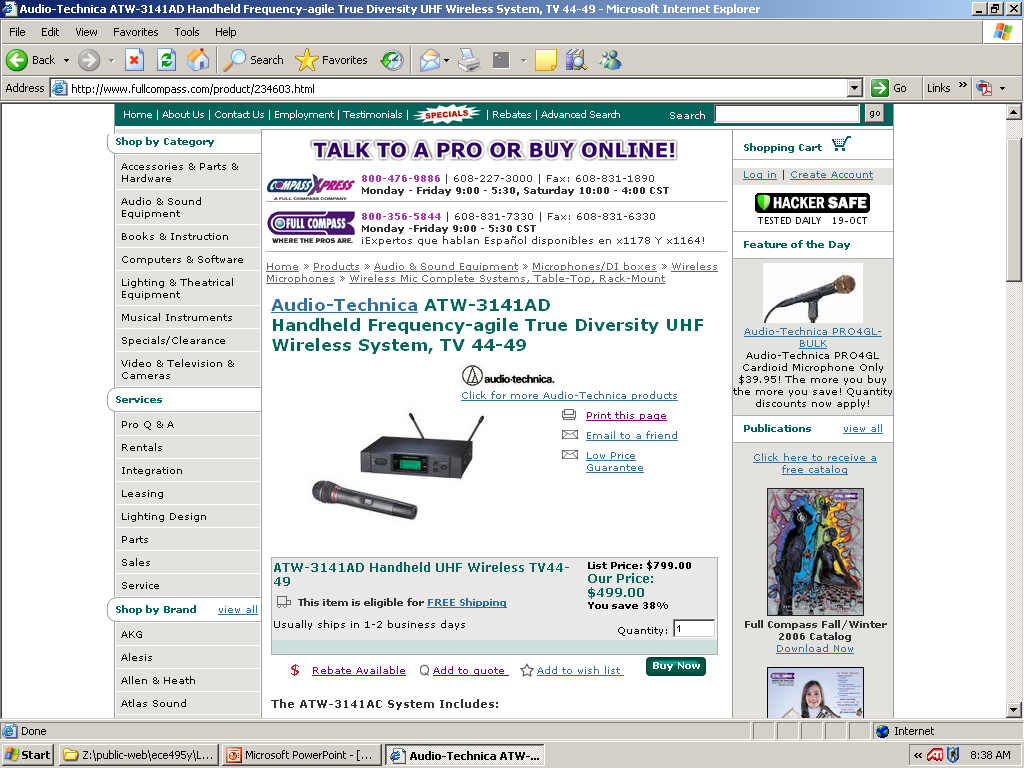 Audio-Technica ATW-3141AD Handheld Frequency-agile True Diversity UHF Wireless System, TV 44-49 - Microsoft Internet Explorer
File Edit View Favorites Tools Help
Back Search Favorites
Address http://www.fullcompass.com/product/234603.html Go Links »
Home | About Us | Contact Us | Employment | Testimonials | SPECIALS | Rebates | Advanced Search Search go
Shop by Category
Accessories & Parts &
Hardware
Audio & Sound
Equipment
Books & Instruction
Computers & Software
Lighting & Theatrical
Equipment
Musical Instruments
Specials/Clearance
Video & Television &
Cameras
Services
Pro Q & A
Rentals
Integration
Leasing
Lighting Design
Parts
Sales
Service
Shop by Brand view all
AKG
Alesis
Allen & Heath
Atlas Sound
TALK TO A PRO OR BUY ONLINE!
COMPASS XPRESS
A FULL COMPASS COMPANY
800-476-9886 | 608-227-3000 | Fax: 608-831-1890
Monday - Friday 9:00 - 5:30, Saturday 10:00 - 4:00 CST
FULL COMPASS
WHERE THE PROS ARE.
800-356-5844 | 608-831-7330 | Fax: 608-831-6330
Monday -Friday 9:00 - 5:30 CST
¡Expertos que hablan Español disponibles en x1178 Y x1164!
Home » Products » Audio & Sound Equipment » Microphones/DI boxes » Wireless
Microphones » Wireless Mic Complete Systems, Table-Top, Rack-Mount
Audio-Technica ATW-3141AD
Handheld Frequency-agile True Diversity UHF
Wireless System, TV 44-49
audio-technica.
Click for more Audio-Technica products
Print this page
Email to a friend
Low Price
Guarantee
ATW-3141AD Handheld UHF Wireless TV44-
49
This item is eligible for FREE Shipping
Usually ships in 1-2 business days
List Price: $799.00
Our Price:
$499.00
You save 38%
Quantity: 1
$ Rebate Available Add to quote Add to wish list Buy Now
The ATW-3141AC System Includes:
Shopping Cart
Log in | Create Account
HACKER SAFE
TESTED DAILY 19-OCT
Feature of the Day
Audio-Technica PRO4GL-
BULK
Audio-Technica PRO4GL
Cardioid Microphone Only
$39.95! The more you buy
the more you save! Quantity
discounts now apply!
Publications view all
Click here to receive a
free catalog
Full Compass Fall/Winter
2006 Catalog
Download Now
Done Internet
Start Z:\public-web\ece495y\L... Microsoft PowerPoint - [... Audio-Technica ATW-... « 8:38 AM